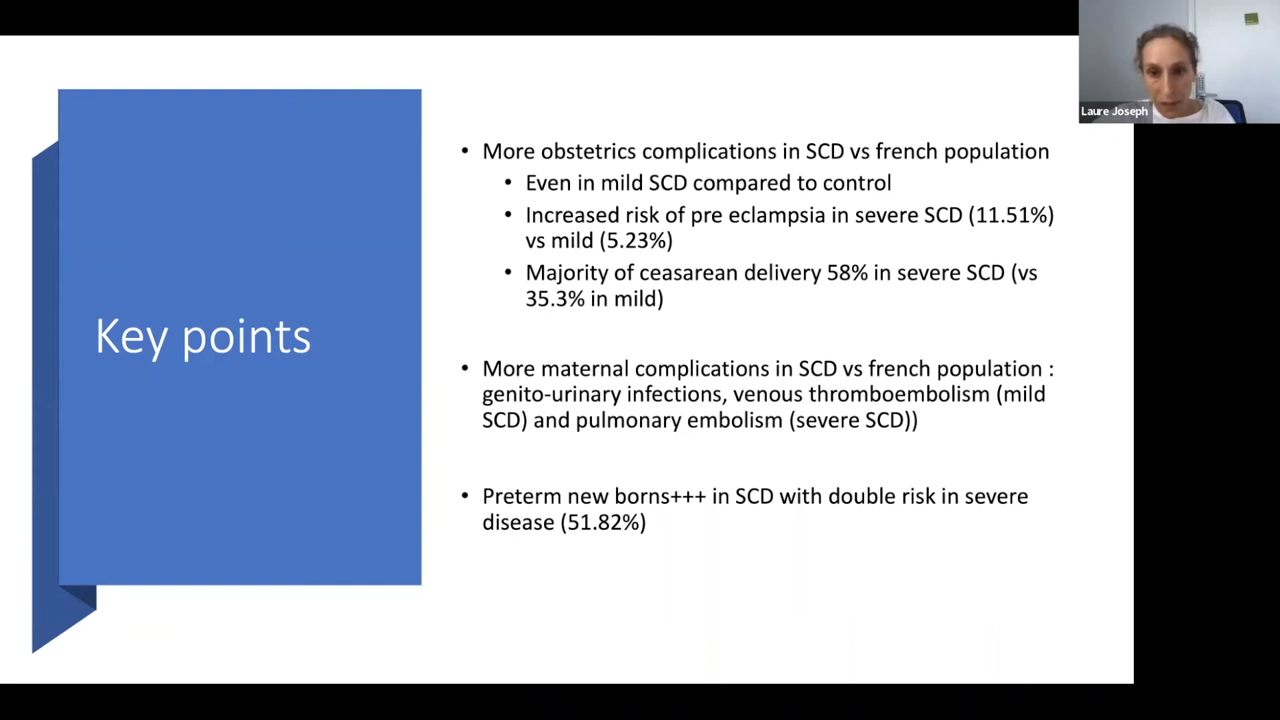 Laure Joseph
Key points
• More obstetrics complications in SCD vs french population
• Even in mild SCD compared to control
• Increased risk of pre eclampsia in severe SCD (11.51%)
vs mild (5.23%)
• Majority of ceasarean delivery 58% in severe SCD (vs
35.3% in mild)
• More maternal complications in SCD vs french population :
genito-urinary infections, venous thromboembolism (mild
SCD) and pulmonary embolism (severe SCD))
• Preterm new borns+++ in SCD with double risk in severe
disease (51.82%)